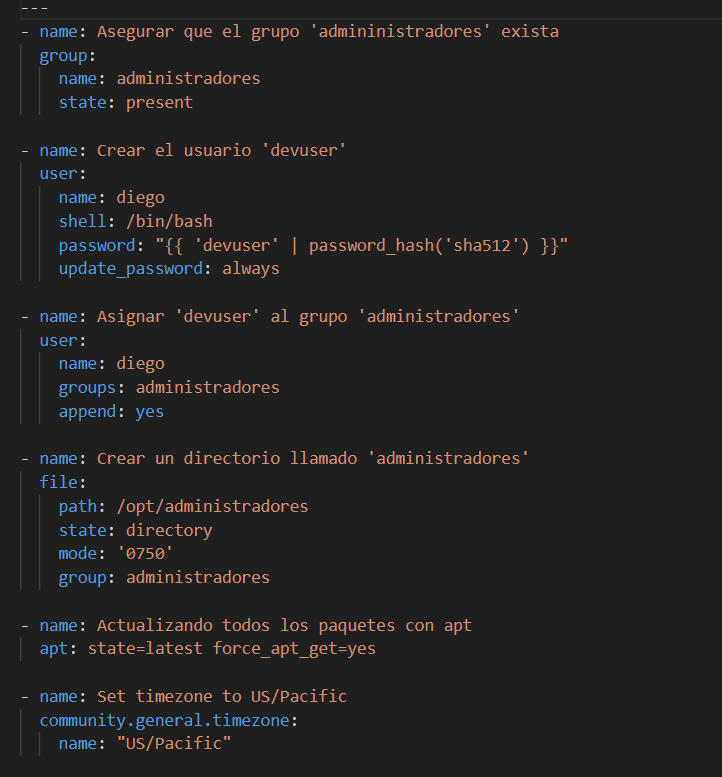 ---
- name: Asegurar que el grupo 'admininistradores' exista
  group:
    name: administradores
    state: present

- name: Crear el usuario 'devuser'
  user:
    name: diego
    shell: /bin/bash
    password: "{{ 'devuser' | password_hash('sha512') }}"
    update_password: always

- name: Asignar 'devuser' al grupo 'administradores'
  user:
    name: diego
    groups: administradores
    append: yes

- name: Crear un directorio llamado 'administradores'
  file:
    path: /opt/administradores
    state: directory
    mode: '0750'
    group: administradores

- name: Actualizando todos los paquetes con apt
  apt: state=latest force_apt_get=yes

- name: Set timezone to US/Pacific
  community.general.timezone:
    name: "US/Pacific"